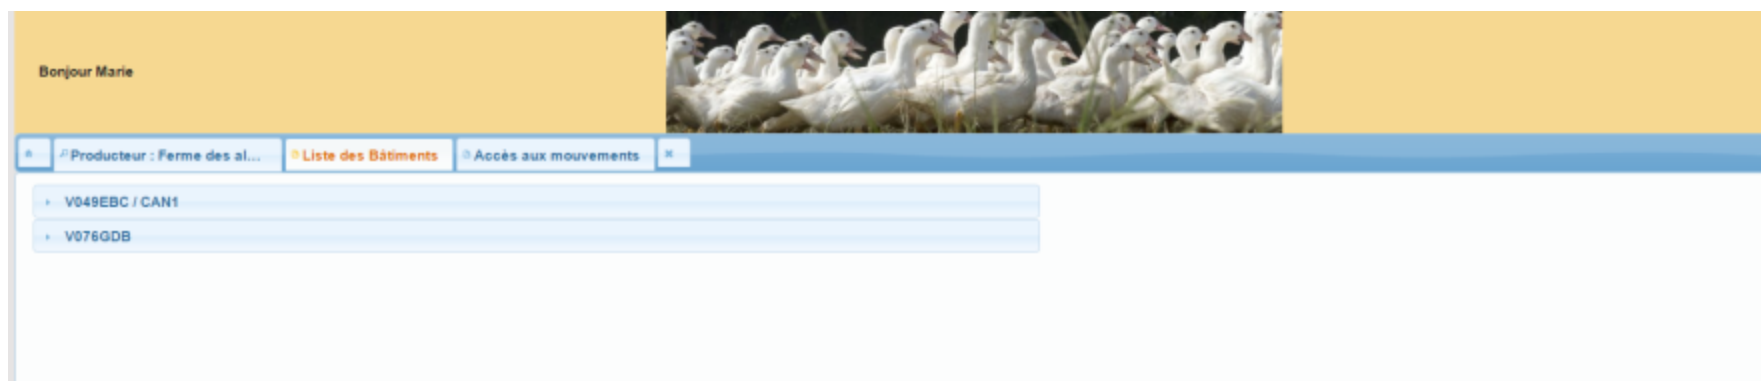 Bonjour Marie
Producteur : Ferme des al... Liste des Bâtiments Accès aux mouvements
V049EBC / CAN1
V076GDB